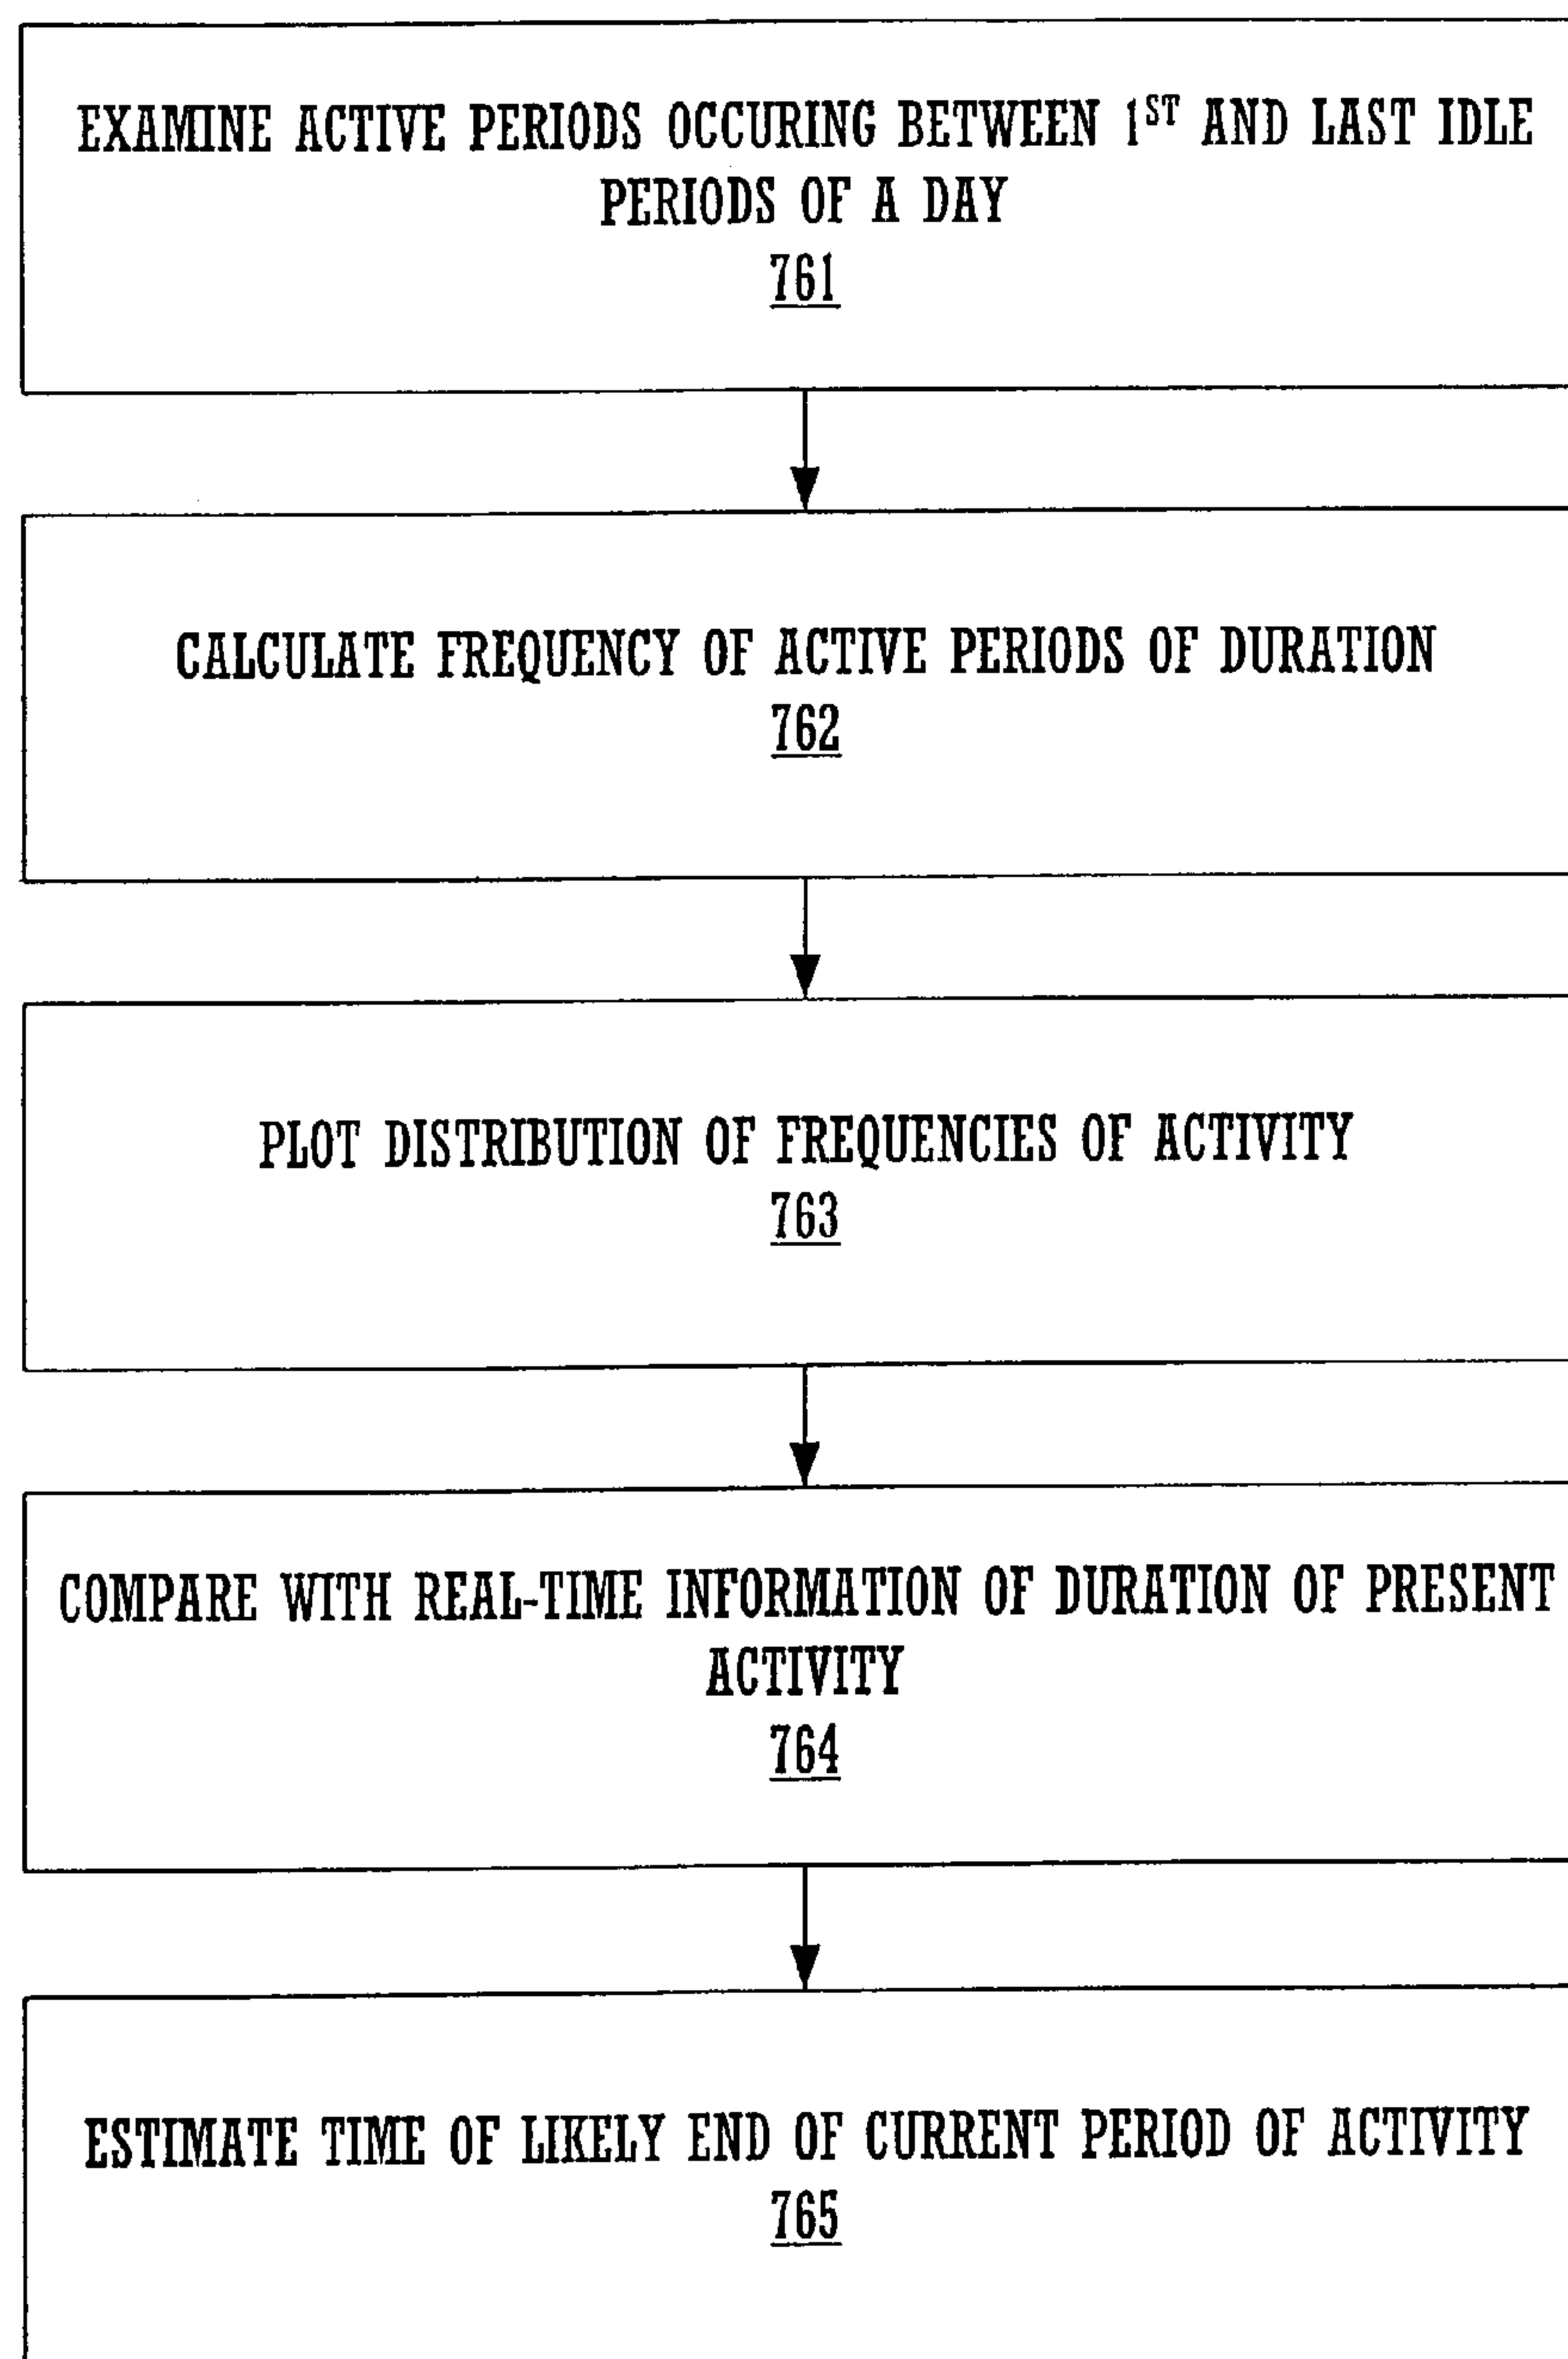 EXAMINE ACTIVE PERIODS OCCURING BETWEEN 1ST AND LAST IDLE
PERIODS OF A DAY
761
CALCULATE FREQUENCY OF ACTIVE PERIODS OF DURATION
762
PLOT DISTRIBUTION OF FREQUENCIES OF ACTIVITY
763
COMPARE WITH REAL-TIME INFORMATION OF DURATION OF PRESENT
ACTIVITY
764
ESTIMATE TIME OF LIKELY END OF CURRENT PERIOD OF ACTIVITY
765